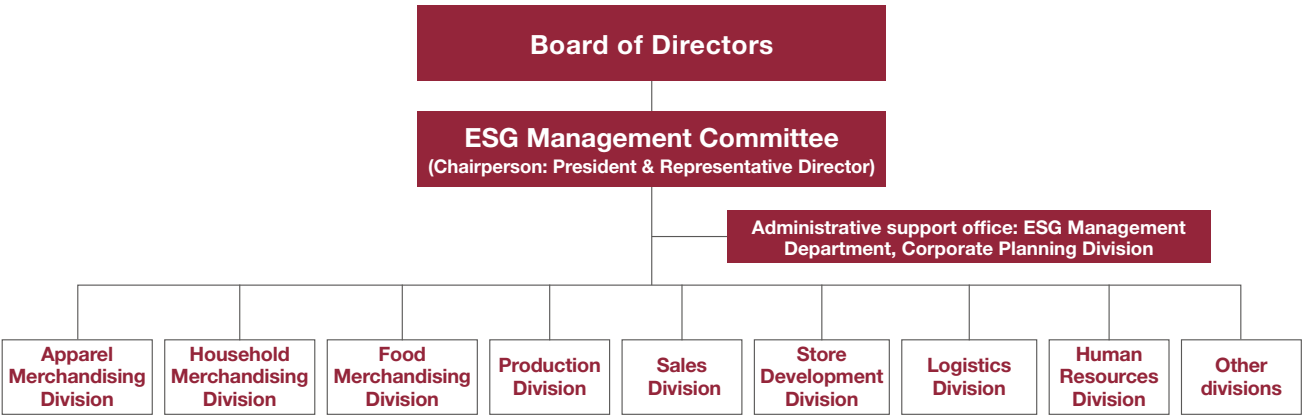 Board of Directors
ESG Management Committee
(Chairperson: President & Representative Director)
Administrative support office: ESG Management
Department, Corporate Planning Division
Apparel
Merchandising
Division
Household
Merchandising
Division
Food
Merchandising
Division
Production
Division
Sales
Division
Store
Development
Division
Logistics
Division
Human
Resources
Division
Other
divisions